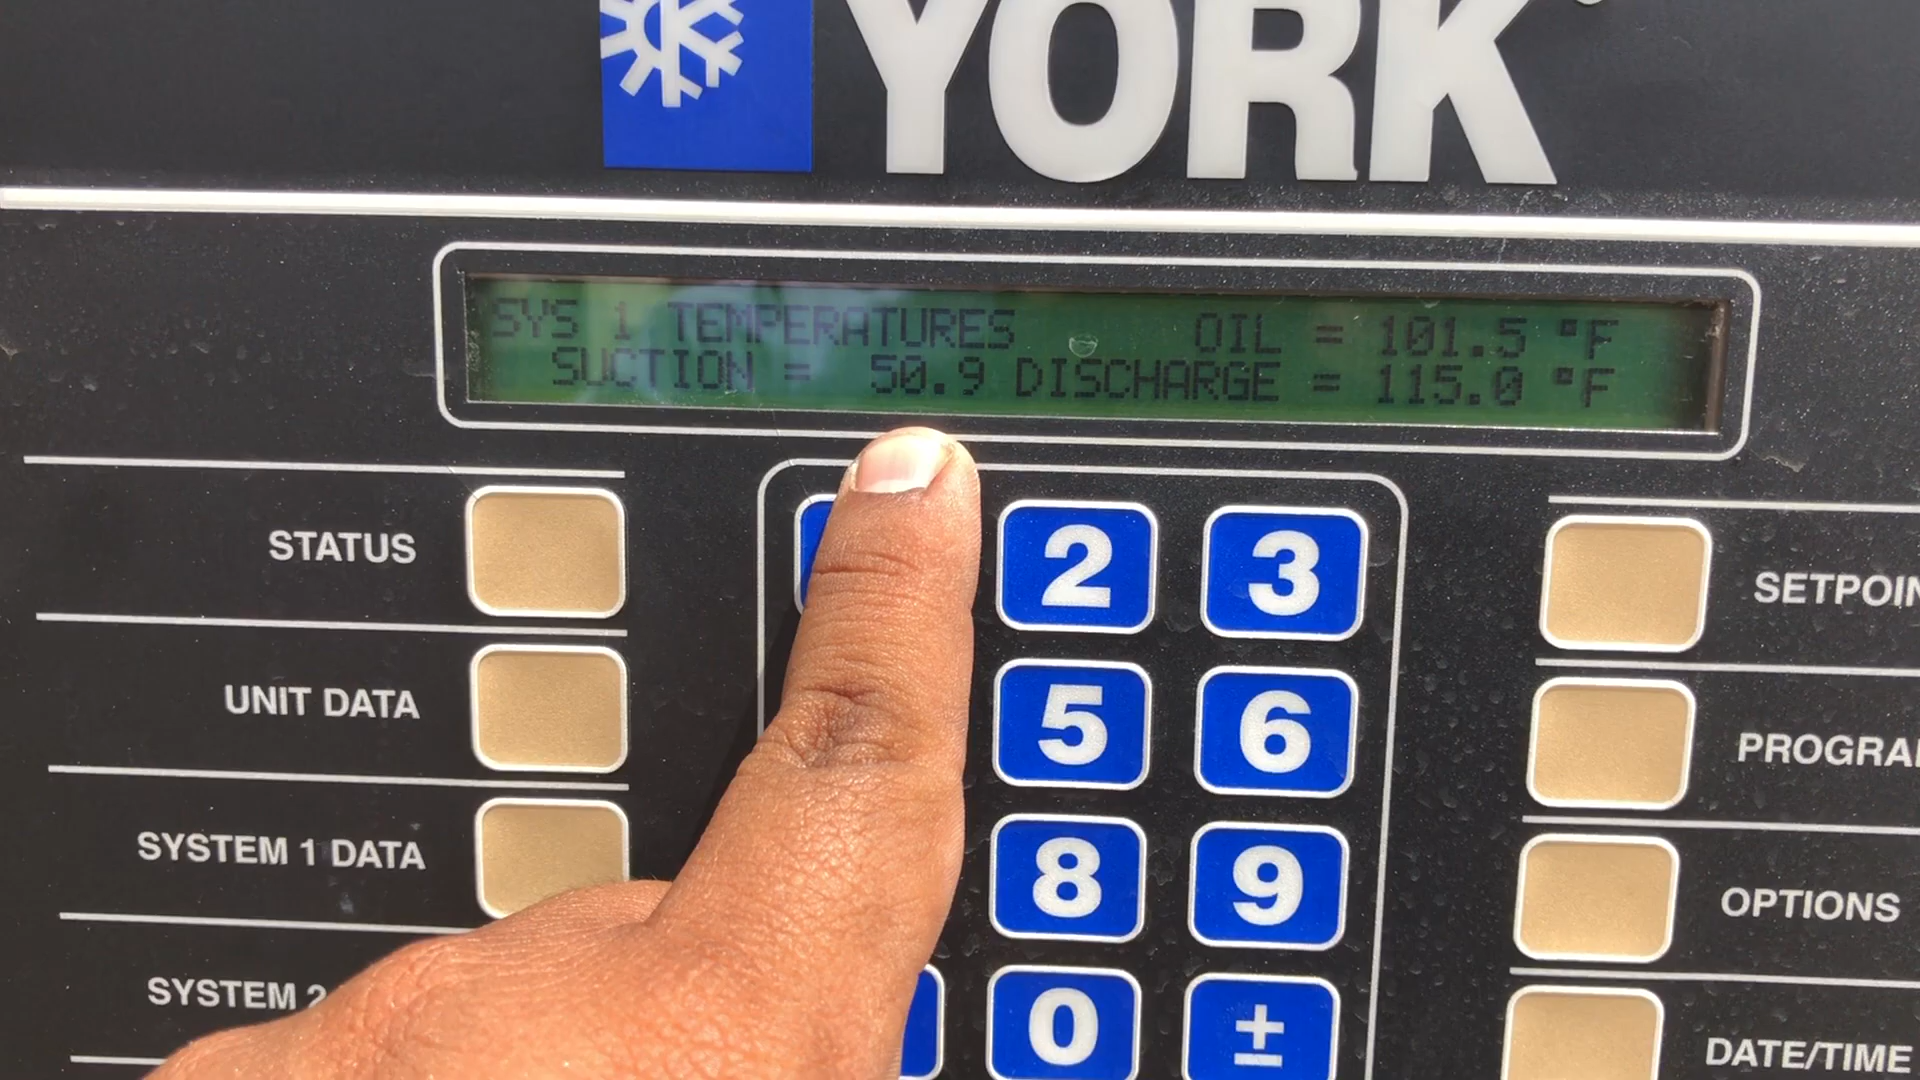 YORK
SYS 1 TEMPERATURES OIL = 101.5 °F
SUCTION = 50.9 DISCHARGE = 115.0 °F
STATUS
UNIT DATA
SYSTEM 1 DATA
SYSTEM 2
2 3
5 6
8 9
0 ±
SETPOIN
PROGRA
OPTIONS
DATE/TIME